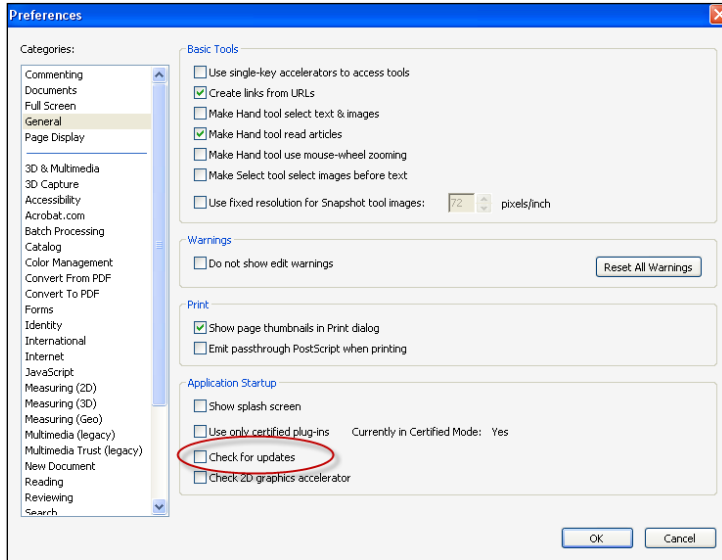 Preferences
Categories:
Commenting
Documents
Full Screen
General
Page Display
3D & Multimedia
3D Capture
Accessibility
Acrobat.com
Batch Processing
Catalog
Color Management
Convert From PDF
Convert To PDF
Forms
Identity
International
Internet
JavaScript
Measuring (2D)
Measuring (3D)
Measuring (Geo)
Multimedia (legacy)
Multimedia Trust (legacy)
New Document
Reading
Reviewing
Search
Basic Tools
Use single-key accelerators to access tools
Create links from URLs
Make Hand tool select text & images
Make Hand tool read articles
Make Hand tool use mouse-wheel zooming
Make Select tool select images before text
Use fixed resolution for Snapshot tool images: 72 pixels/inch
Warnings
Do not show edit warnings
Reset All Warnings
Print
Show page thumbnails in Print dialog
Emit passthrough PostScript when printing
Application Startup
Show splash screen
Use only certified plug-ins Currently in Certified Mode: Yes
Check for updates
Check 2D graphics accelerator
OK Cancel